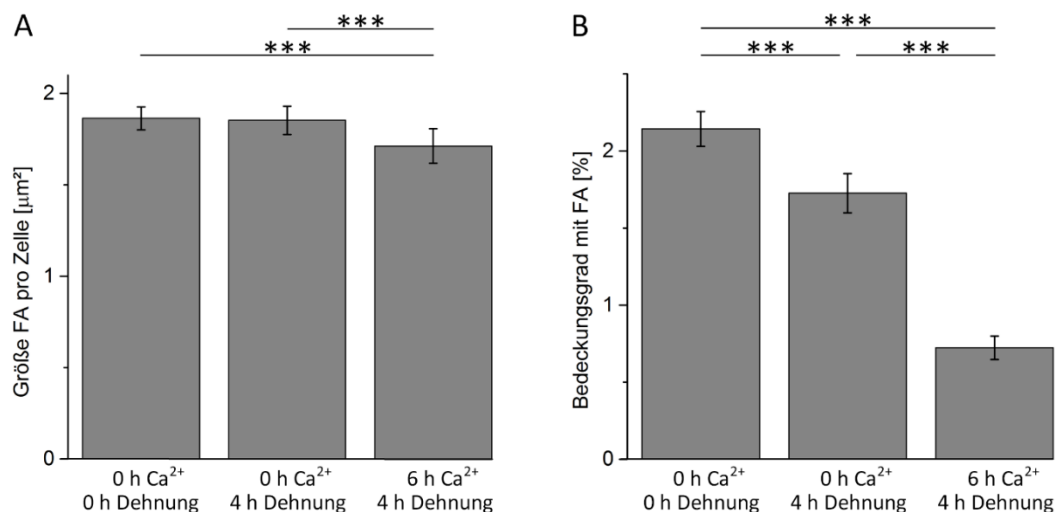 A
***
***
Größe FA pro Zelle [µm²]
2
1
0
0 h Ca²⁺
0 h Dehnung
0 h Ca²⁺
4 h Dehnung
6 h Ca²⁺
4 h Dehnung
B
***
***
***
Bedeckungsgrad mit FA [%]
2
1
0
0 h Ca²⁺
0 h Dehnung
0 h Ca²⁺
4 h Dehnung
6 h Ca²⁺
4 h Dehnung